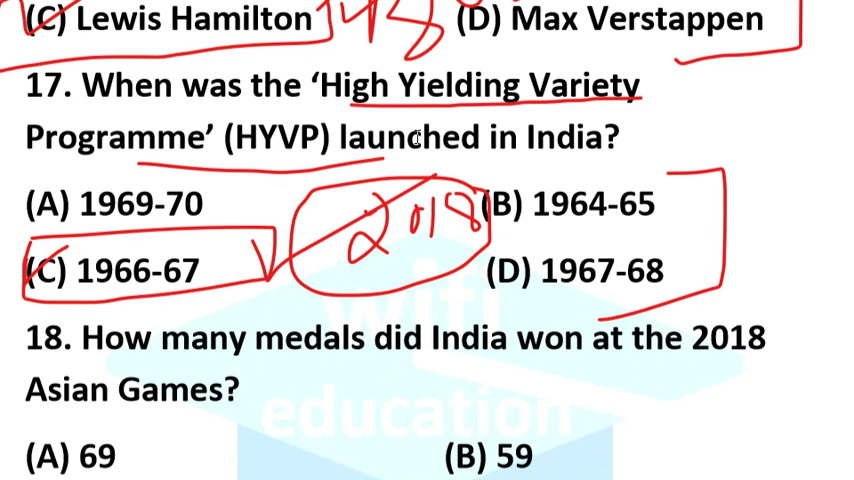 (C) Lewis Hamilton (D) Max Verstappen
17. When was the ‘High Yielding Variety
Programme’ (HYVP) launched in India?
(A) 1969-70 (B) 1964-65
2018
(C) 1966-67 (D) 1967-68
18. How many medals did India won at the 2018
Asian Games?
(A) 69 (B) 59
witi
education